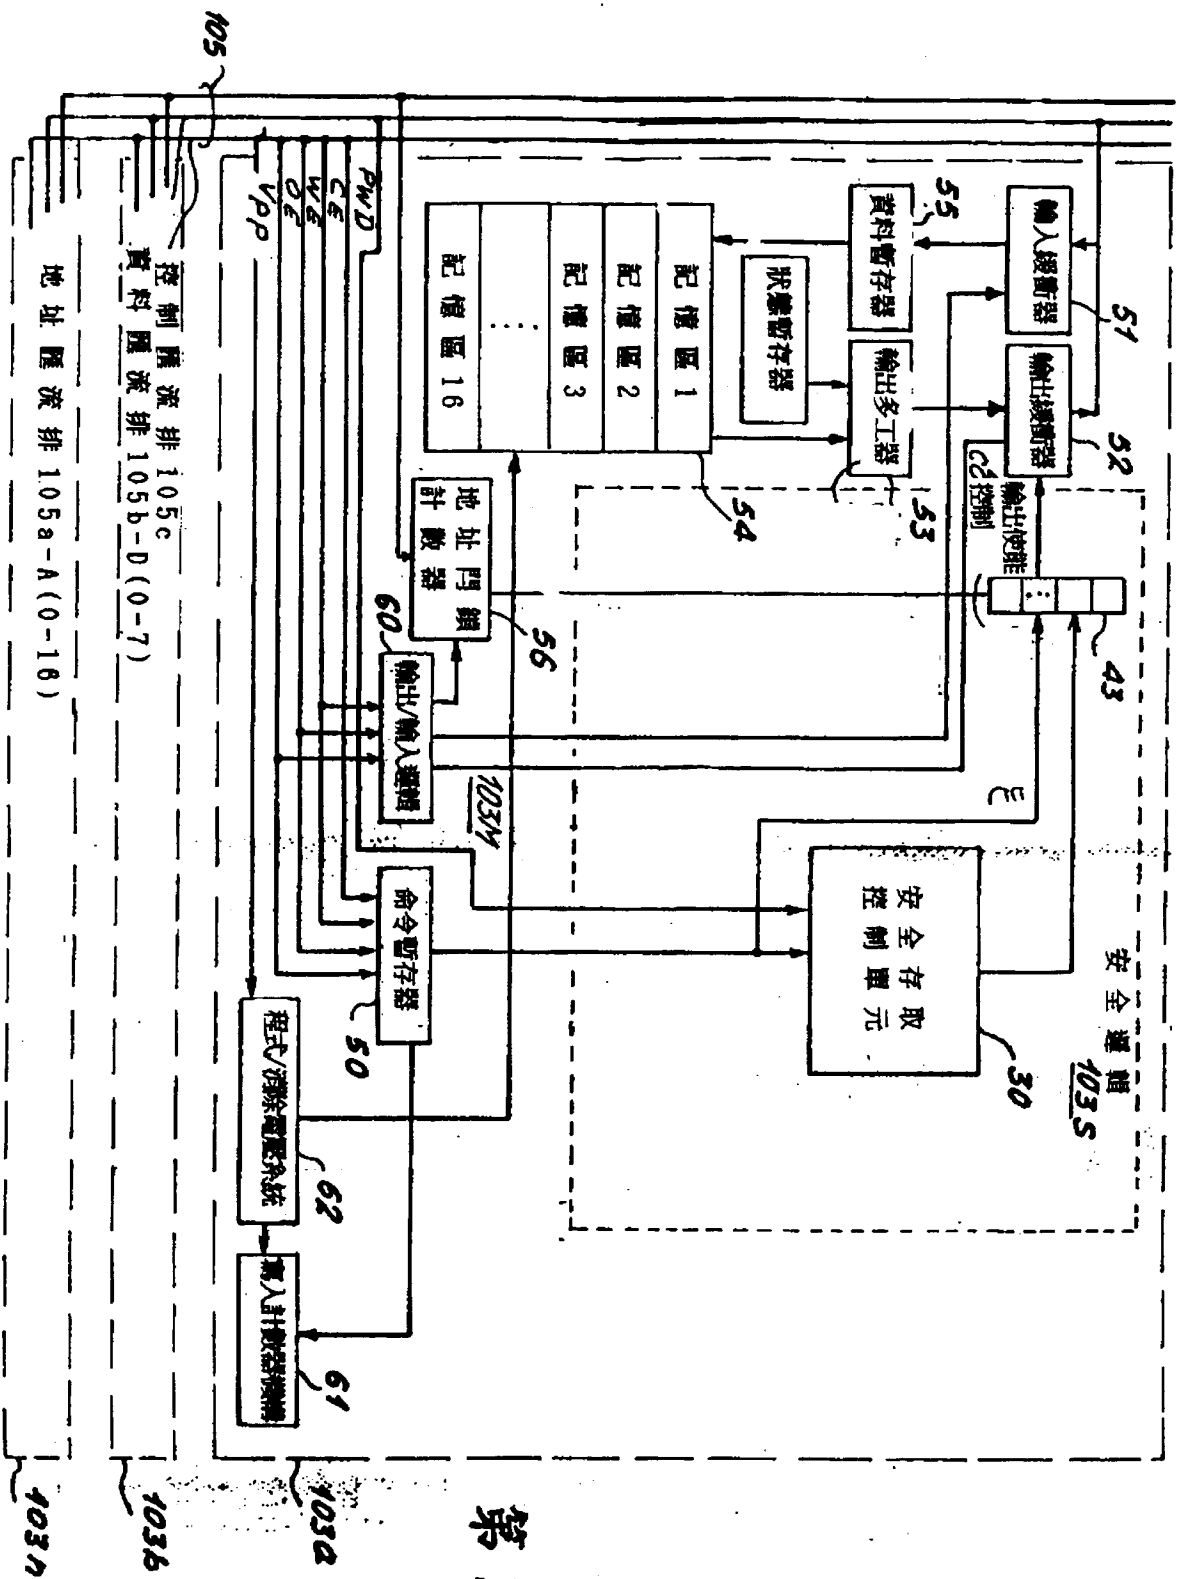 安全邏輯
103S
安全存取
控制單元
30
43
輸出使能
CE控制
E
輸入緩衝器
51
輸出緩衝器
52
資料暫存器
55
輸出多工器
53
狀態暫存器
記憶區 1
記憶區 2
記憶區 3
⋮
記憶區 16
54
地址閂鎖
計數器
56
輸出/輸入邏輯
60
103M
命令暫存器
50
程式/消除電壓系統
62
寫入計數器機構
61
PWD
CE
WE
OE
Vpp
105
控制匯流排 105c
資料匯流排 105b-D(0-7)
地址匯流排 105a-A(0-16)
103a
103b
103n
第